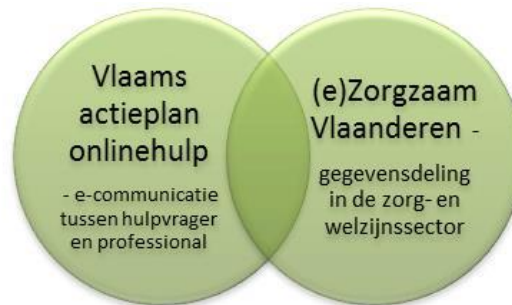 Vlaams
actieplan
onlinehulp
- e-communicatie
tussen hulpvrager
en professional
(e)Zorgzaam
Vlaanderen -
gegevensdeling
in de zorg- en
welzijnssector